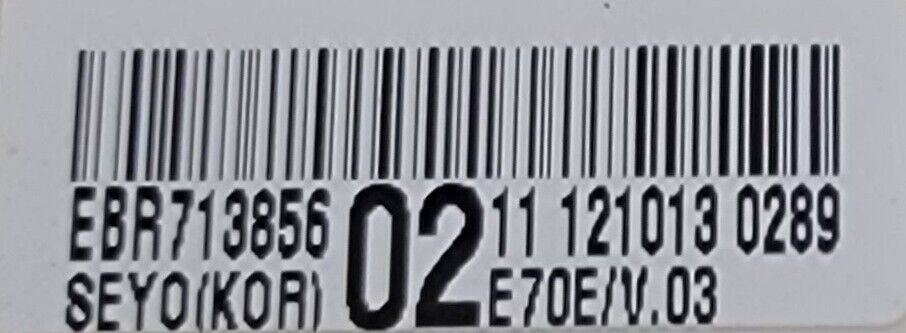 EBR713856 02 11 121013 0289
SEYO(KOR) E70E/V.03